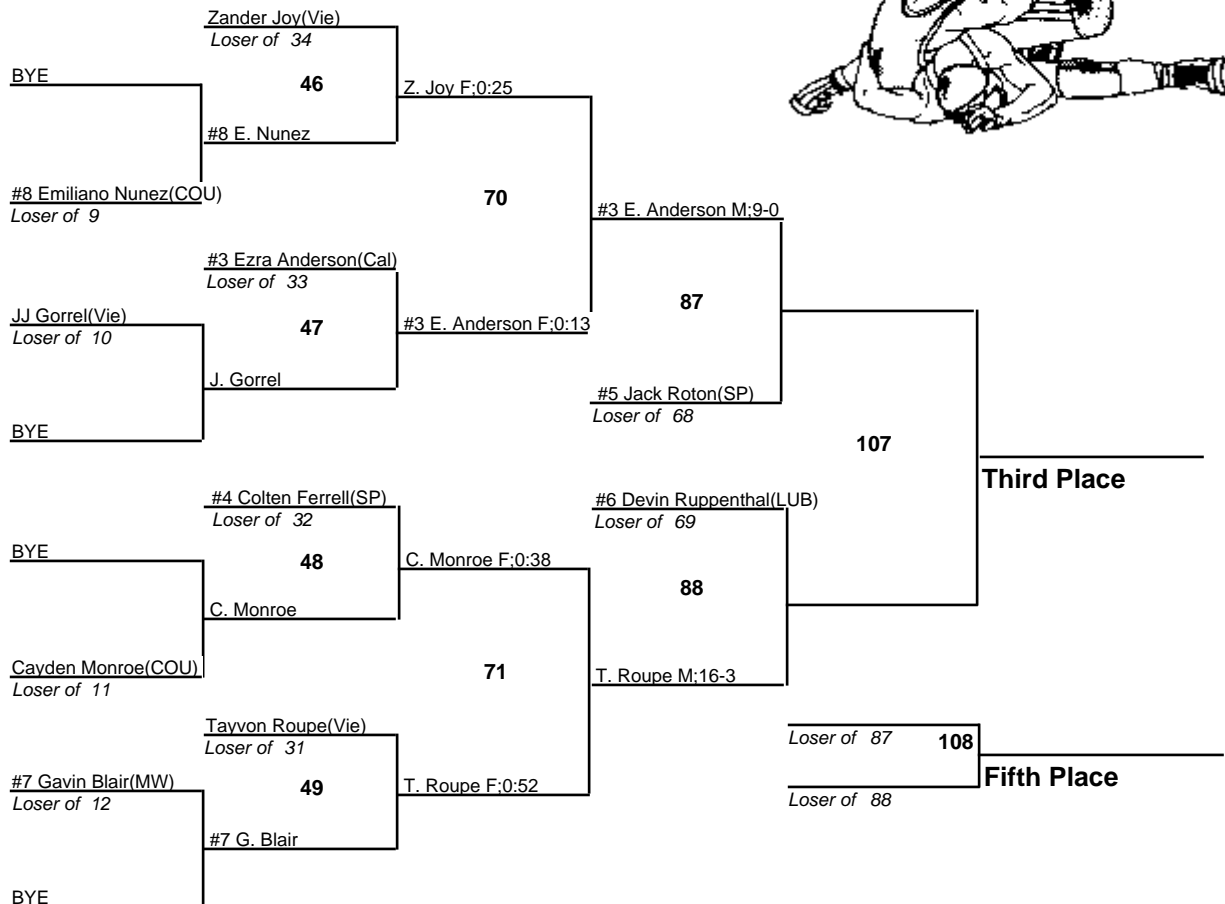 Zander Joy(Vie)
Loser of 34
BYE
46
Z. Joy F;0:25
#8 E. Nunez
#8 Emiliano Nunez(COU)
Loser of 9
70
#3 E. Anderson M;9-0
#3 Ezra Anderson(Cal)
Loser of 33
JJ Gorrel(Vie)
Loser of 10
47
#3 E. Anderson F;0:13
87
J. Gorrel
#5 Jack Roton(SP)
Loser of 68
BYE
107
Third Place
#4 Colten Ferrell(SP)
Loser of 32
#6 Devin Ruppenthal(LUB)
Loser of 69
BYE
48
C. Monroe F;0:38
88
C. Monroe
Cayden Monroe(COU)
Loser of 11
71
T. Roupe M;16-3
Tayvon Roupe(Vie)
Loser of 31
Loser of 87
108
#7 Gavin Blair(MW)
Loser of 12
49
T. Roupe F;0:52
Fifth Place
Loser of 88
#7 G. Blair
BYE